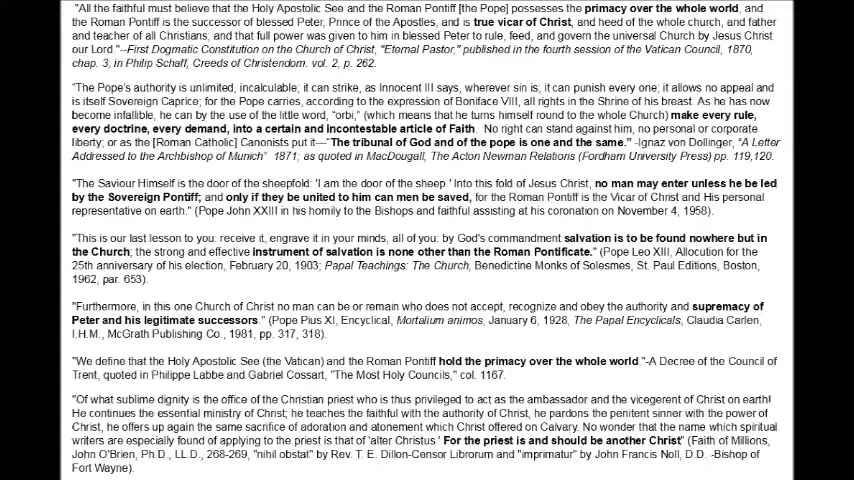 "All the faithful must believe that the Holy Apostolic See and the Roman Pontiff [the Pope] possesses the primacy over the whole world, and
the Roman Pontiff is the successor of blessed Peter, Prince of the Apostles, and is true vicar of Christ, and heed of the whole church, and father
and teacher of all Christians; and that full power was given to him in blessed Peter to rule, feed, and govern the universal Church by Jesus Christ
our Lord."--First Dogmatic Constitution on the Church of Christ, "Eternal Pastor," published in the fourth session of the Vatican Council, 1870,
chap. 3, in Philip Schaff, Creeds of Christendom. vol. 2, p. 262.
"The Pope's authority is unlimited, incalculable; it can strike, as Innocent III says, wherever sin is; it can punish every one; it allows no appeal and
is itself Sovereign Caprice; for the Pope carries, according to the expression of Boniface VIII, all rights in the Shrine of his breast. As he has now
become infallible, he can by the use of the little word, "orbi," (which means that he turns himself round to the whole Church) make every rule,
every doctrine, every demand, into a certain and incontestable article of Faith. No right can stand against him, no personal or corporate
liberty; or as the [Roman Catholic] Canonists put it—"The tribunal of God and of the pope is one and the same." -Ignaz von Dollinger, "A Letter
Addressed to the Archbishop of Munich" 1871; as quoted in MacDougall, The Acton Newman Relations (Fordham University Press) pp. 119,120.
"The Saviour Himself is the door of the sheepfold: 'I am the door of the sheep.' Into this fold of Jesus Christ, no man may enter unless he be led
by the Sovereign Pontiff; and only if they be united to him can men be saved, for the Roman Pontiff is the Vicar of Christ and His personal
representative on earth." (Pope John XXIII in his homily to the Bishops and faithful assisting at his coronation on November 4, 1958).
"This is our last lesson to you: receive it, engrave it in your minds, all of you: by God's commandment salvation is to be found nowhere but in
the Church; the strong and effective instrument of salvation is none other than the Roman Pontificate." (Pope Leo XIII, Allocution for the
25th anniversary of his election, February 20, 1903; Papal Teachings: The Church, Benedictine Monks of Solesmes, St. Paul Editions, Boston,
1962, par. 653).
"Furthermore, in this one Church of Christ no man can be or remain who does not accept, recognize and obey the authority and supremacy of
Peter and his legitimate successors." (Pope Pius XI, Encyclical, Mortalium animos, January 6, 1928, The Papal Encyclicals, Claudia Carlen,
I.H.M., McGrath Publishing Co., 1981, pp. 317, 318).
"We define that the Holy Apostolic See (the Vatican) and the Roman Pontiff hold the primacy over the whole world."-A Decree of the Council of
Trent, quoted in Philippe Labbe and Gabriel Cossart, "The Most Holy Councils," col. 1167.
"Of what sublime dignity is the office of the Christian priest who is thus privileged to act as the ambassador and the vicegerent of Christ on earth!
He continues the essential ministry of Christ; he teaches the faithful with the authority of Christ, he pardons the penitent sinner with the power of
Christ, he offers up again the same sacrifice of adoration and atonement which Christ offered on Calvary. No wonder that the name which spiritual
writers are especially found of applying to the priest is that of 'alter Christus.' For the priest is and should be another Christ" (Faith of Millions,
John O'Brien, Ph.D., LL.D., 268-269, "nihil obstat" by Rev. T. E. Dillon-Censor Librorum and "imprimatur" by John Francis Noll, D.D. -Bishop of
Fort Wayne).